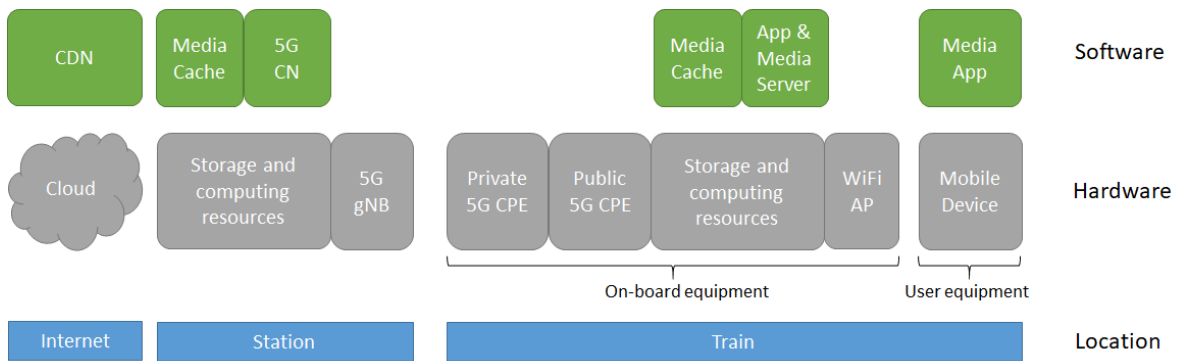 CDN
Media
Cache
5G
CN
Media
Cache
App &
Media
Server
Media
App
Software
Cloud
Storage and
computing
resources
5G
gNB
Private
5G CPE
Public
5G CPE
Storage and
computing
resources
WiFi
AP
Mobile
Device
Hardware
On-board equipment
User equipment
Internet
Station
Train
Location